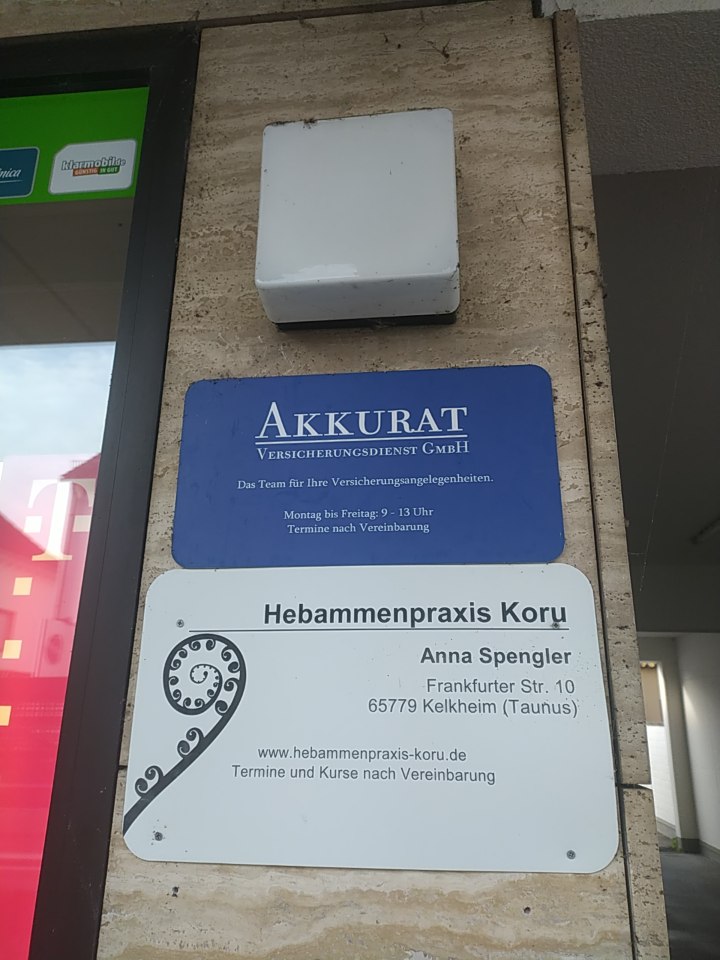 klarmobil.de
GÜNSTIG IST GUT
AKKURAT
VERSICHERUNGSDIENST GMBH
Das Team für Ihre Versicherungsangelegenheiten.
Montag bis Freitag: 9 - 13 Uhr
Termine nach Vereinbarung
T
Hebammenpraxis Koru
Anna Spengler
Frankfurter Str. 10
65779 Kelkheim (Taunus)
www.hebammenpraxis-koru.de
Termine und Kurse nach Vereinbarung